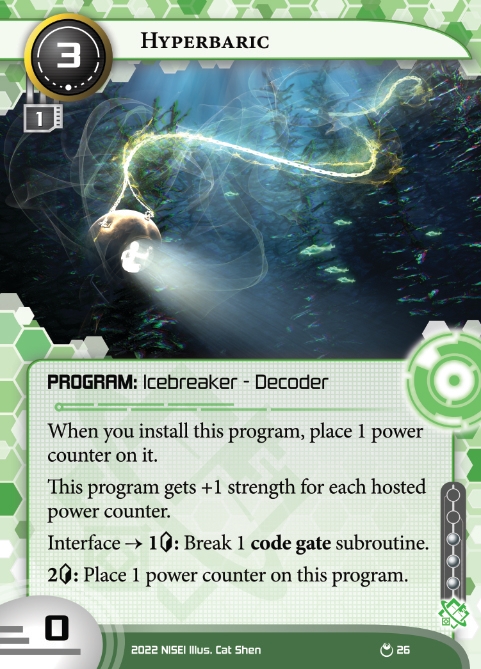 3
HYPERBARIC
1
PROGRAM: Icebreaker - Decoder
When you install this program, place 1 power
counter on it.
This program gets +1 strength for each hosted
power counter.
Interface → 1: Break 1 code gate subroutine.
2: Place 1 power counter on this program.
0
2022 NISEI Illus. Cat Shen
26